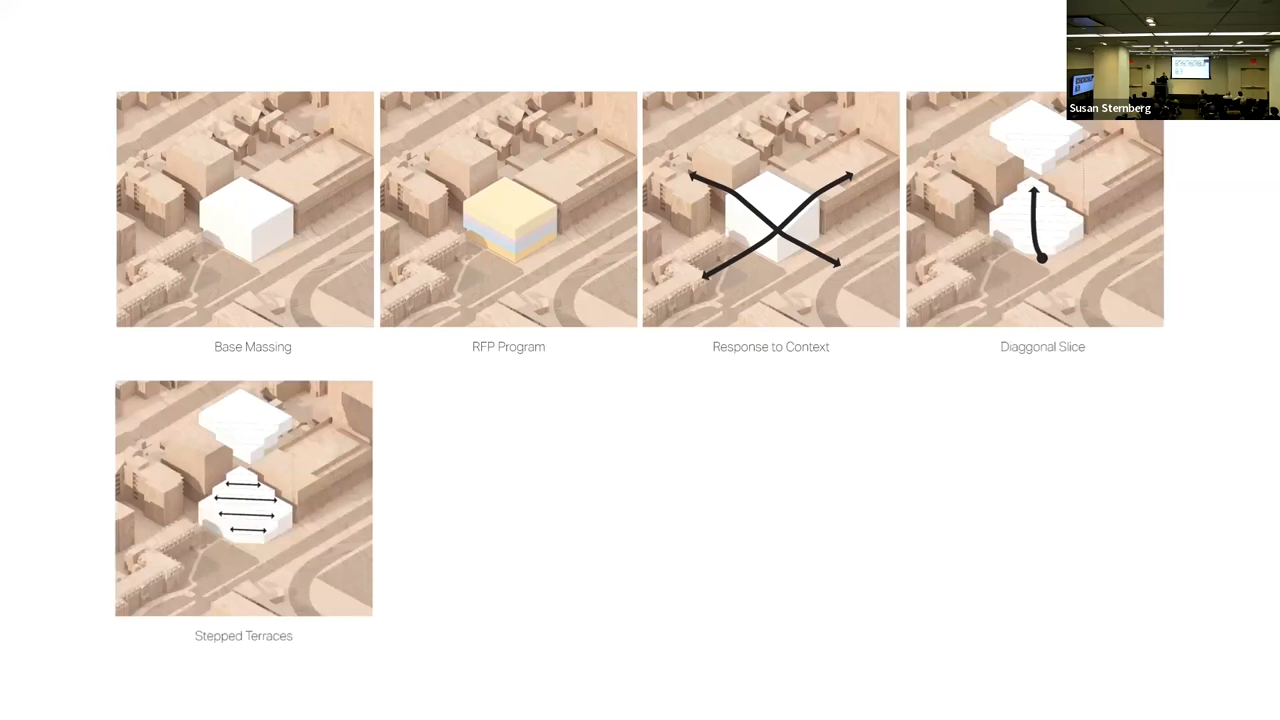 Susan Sternberg
Base Massing
RFP Program
Response to Context
Diaggonal Slice
Stepped Terraces